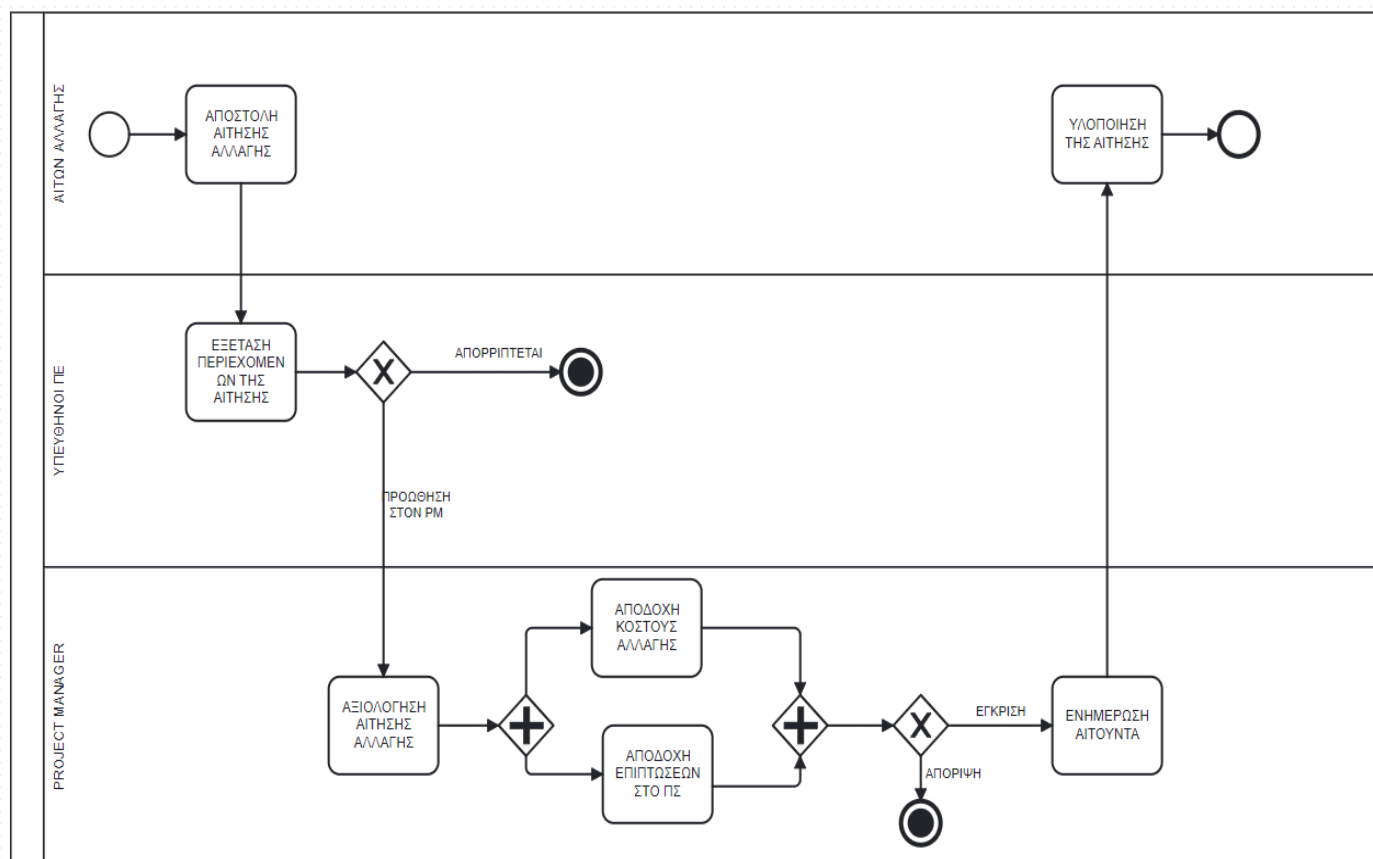 ΑΙΤΩΝ ΑΛΛΑΓΗΣ
ΑΠΟΣΤΟΛΗ
ΑΙΤΗΣΗΣ
ΑΛΛΑΓΗΣ
ΥΛΟΠΟΙΗΣΗ
ΤΗΣ ΑΙΤΗΣΗΣ
ΥΠΕΥΘΗΝΟΙ ΠΕ
ΕΞΕΤΑΣΗ
ΠΕΡΙΕΧΟΜΕΝ
ΩΝ ΤΗΣ
ΑΙΤΗΣΗΣ
X
ΑΠΟΡΡΙΠΤΕΤΑΙ
ΠΡΟΩΘΗΣΗ
ΣΤΟΝ PM
PROJECT MANAGER
ΑΞΙΟΛΟΓΗΣΗ
ΑΙΤΗΣΗΣ
ΑΛΛΑΓΗΣ
ΑΠΟΔΟΧΗ
ΚΟΣΤΟΥΣ
ΑΛΛΑΓΗΣ
ΑΠΟΔΟΧΗ
ΕΠΙΠΤΩΣΕΩΝ
ΣΤΟ ΠΣ
X
ΕΓΚΡΙΣΗ
ΑΠΟΡΙΨΗ
ΕΝΗΜΕΡΩΣΗ
ΑΙΤΟΥΝΤΑ